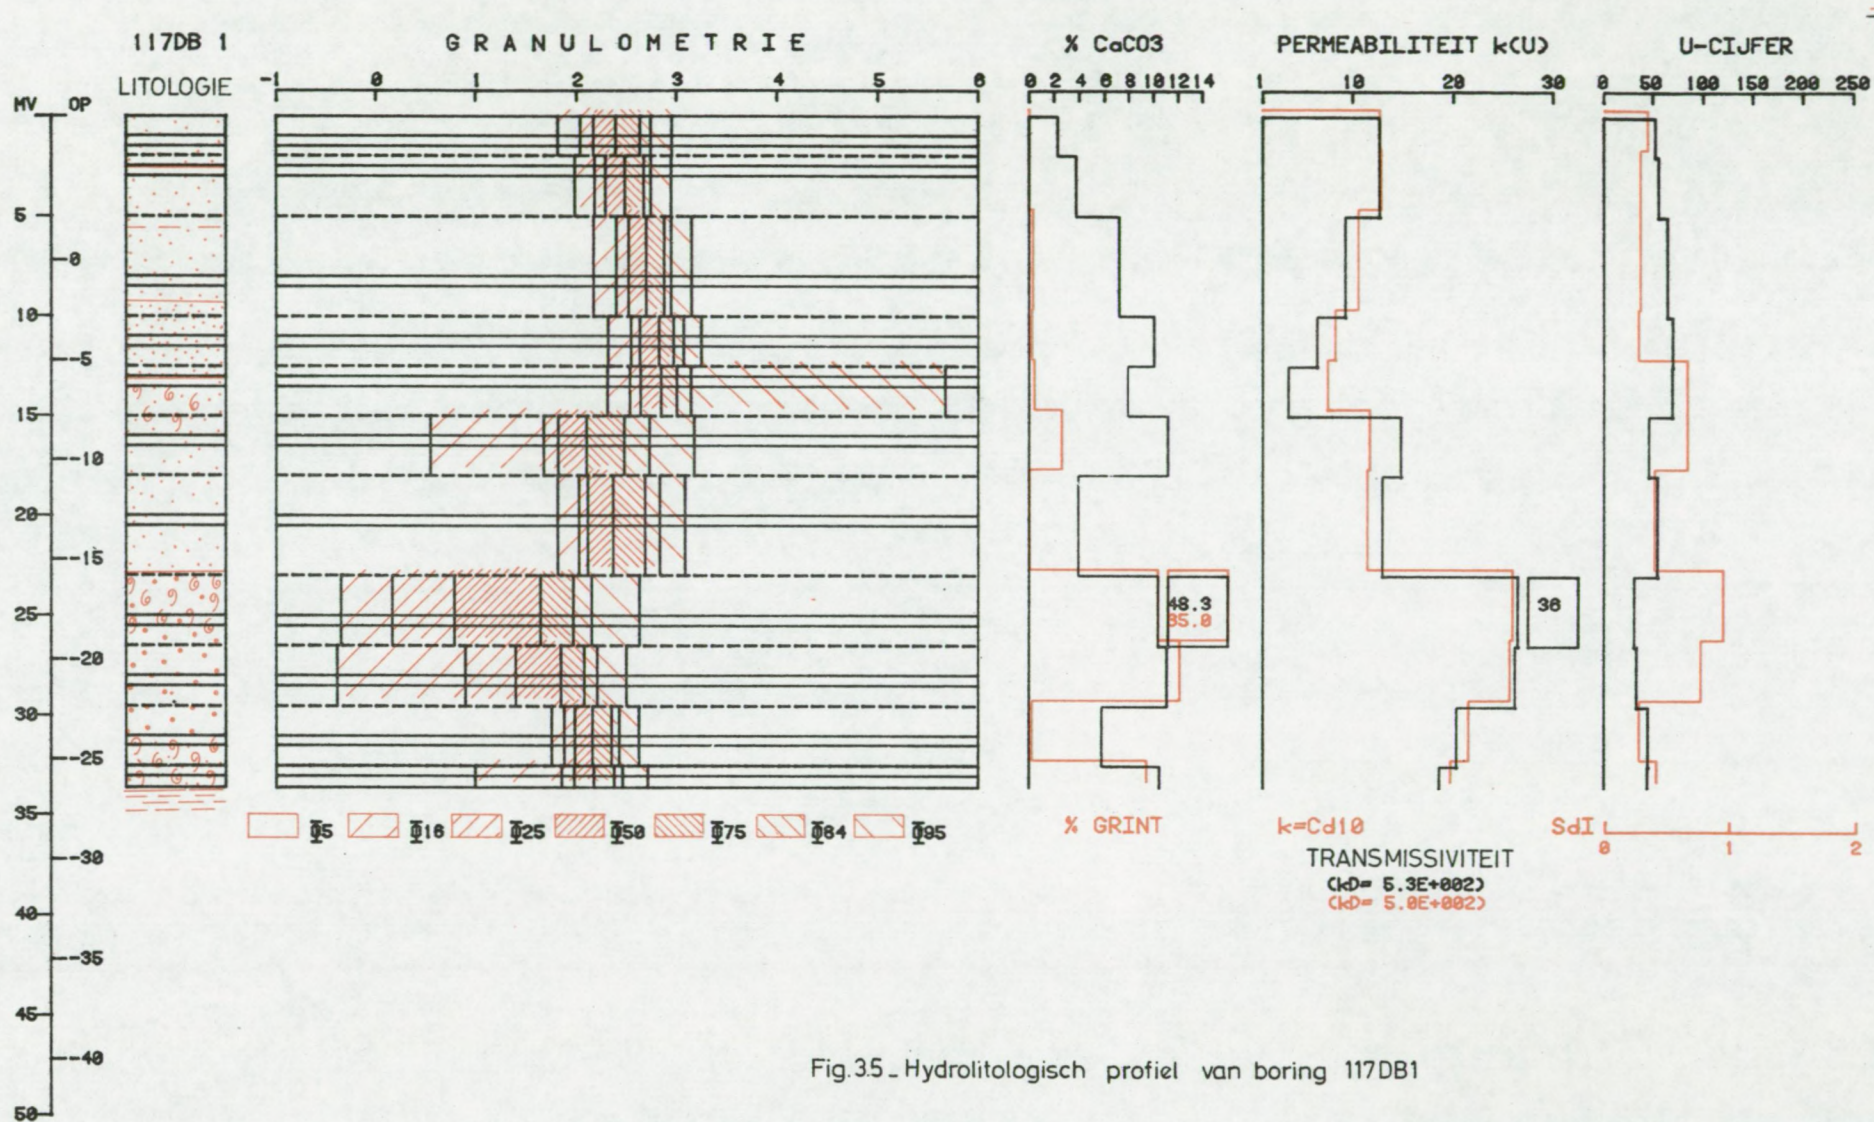 117DB 1
GRANULOMETRIE
% CaCO3
PERMEABILITEIT k(U)
U-CIJFER
LITOLOGIE
-1 0 1 2 3 4 5 6
0 2 4 6 8 10 12 14
1 10 20 30
0 50 100 150 200 250
MV OP
5
0
10
-5
15
-10
20
-15
25
-20
30
-25
35
-30
40
-35
45
-40
50
48.3
35.0
36
Φ5 Φ16 Φ25 Φ50 Φ75 Φ84 Φ95
% GRINT
k=Cd10
SdI
0 1 2
TRANSMISSIVITEIT
(kD= 5.3E+002)
(kD= 5.0E+002)
Fig.3.5_Hydrolitologisch profiel van boring 117DB1